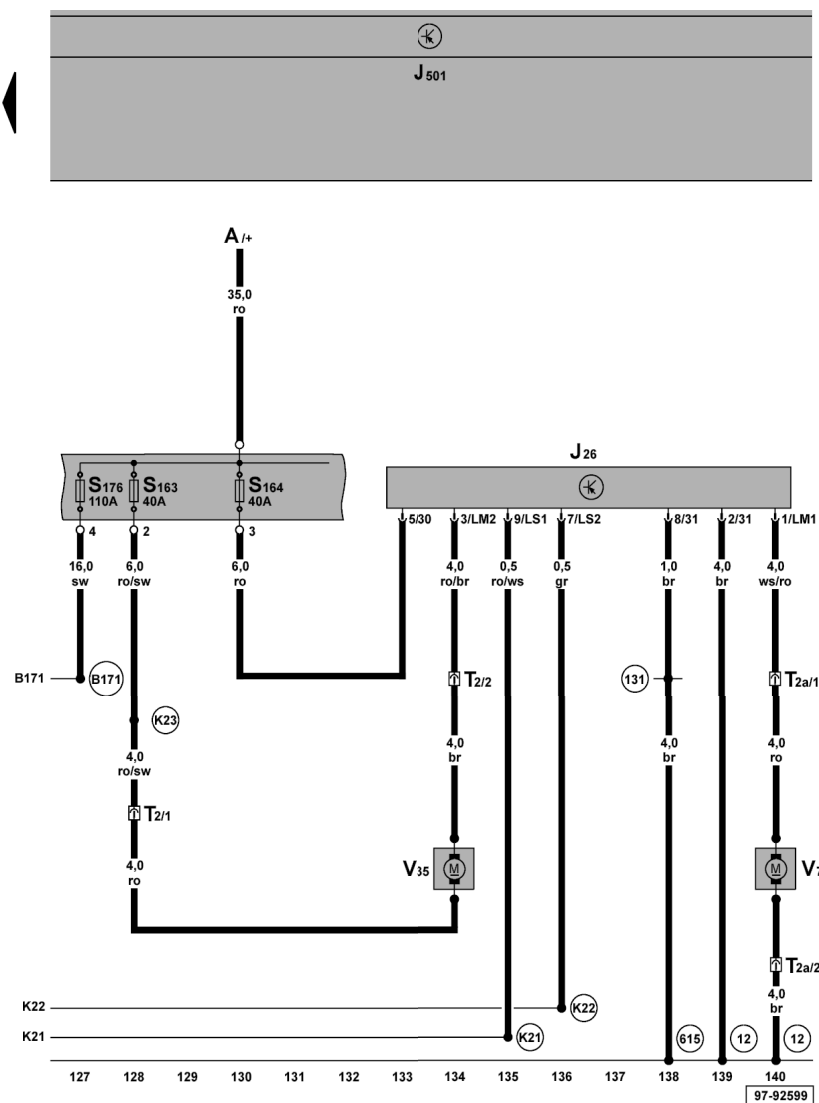 J 501
A /+
35,0
ro
J 26
S176
110A
S163
40A
S164
40A
4
2
3
5/30
3/LM2
9/LS1
7/LS2
8/31
2/31
1/LM1
16,0
sw
6,0
ro/sw
6,0
ro
4,0
ro/br
0,5
ro/ws
0,5
gr
1,0
br
4,0
br
4,0
ws/ro
B171
B171
T2/2
131
T2a/1
K23
4,0
ro/sw
4,0
br
4,0
br
4,0
ro
T2/1
4,0
ro
V35
M
M
T2a/2
4,0
br
K22
K22
K21
K21
615
12
12
127 128 129 130 131 132 133 134 135 136 137 138 139 140
97-92599